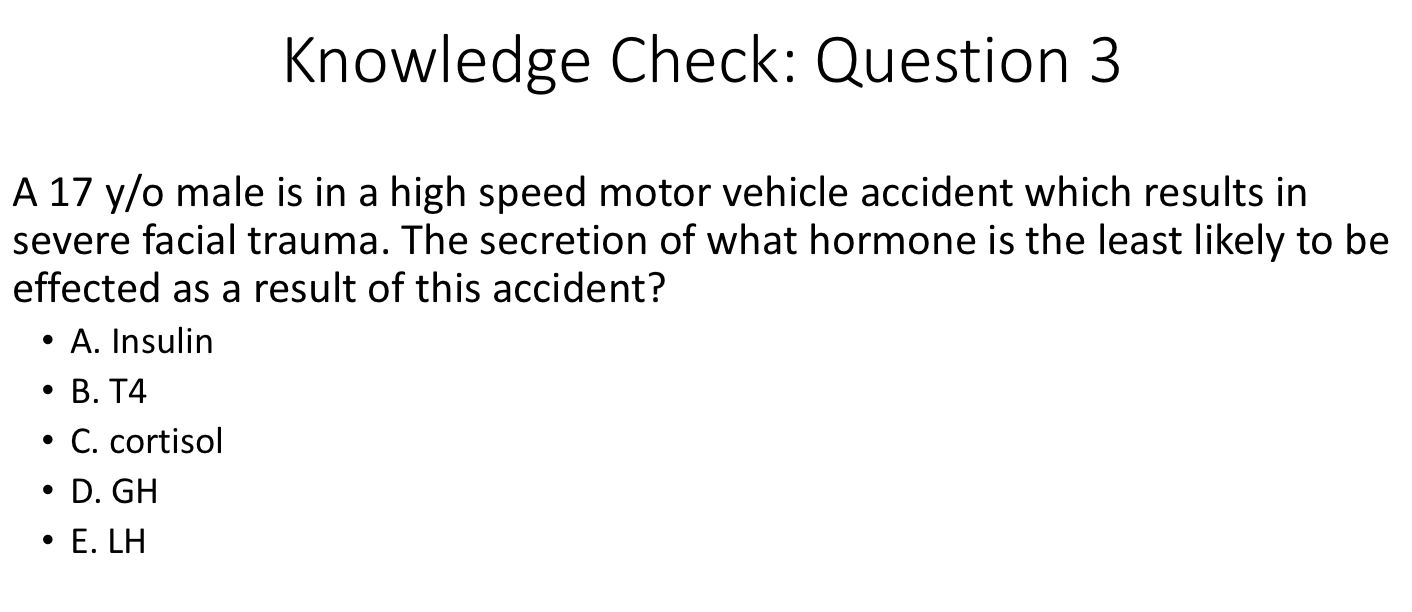 Knowledge Check: Question 3
A 17 y/o male is in a high speed motor vehicle accident which results in
severe facial trauma. The secretion of what hormone is the least likely to be
effected as a result of this accident?
• A. Insulin
• B. T4
• C. cortisol
• D. GH
• E. LH